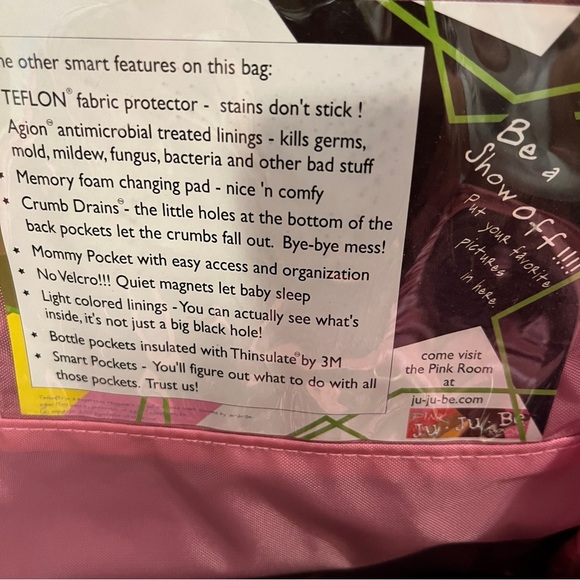 he other smart features on this bag:
TEFLON® fabric protector - stains don't stick !
Agion® antimicrobial treated linings - kills germs,
mold, mildew, fungus, bacteria and other bad stuff
* Memory foam changing pad - nice 'n comfy
* Crumb Drains® - the little holes at the bottom of the
back pockets let the crumbs fall out. Bye-bye mess!
* Mommy Pocket with easy access and organization
* No Velcro!!! Quiet magnets let baby sleep
* Light colored linings - You can actually see what's
inside, it's not just a big black hole!
* Bottle pockets insulated with Thinsulate® by 3M
* Smart Pockets - You'll figure out what to do with all
those pockets. Trust us!
Be a
Show Off!!!!
Put your favorite
pictures
in here.
come visit
the Pink Room
at
ju-ju-be.com
Ju·Ju·Be